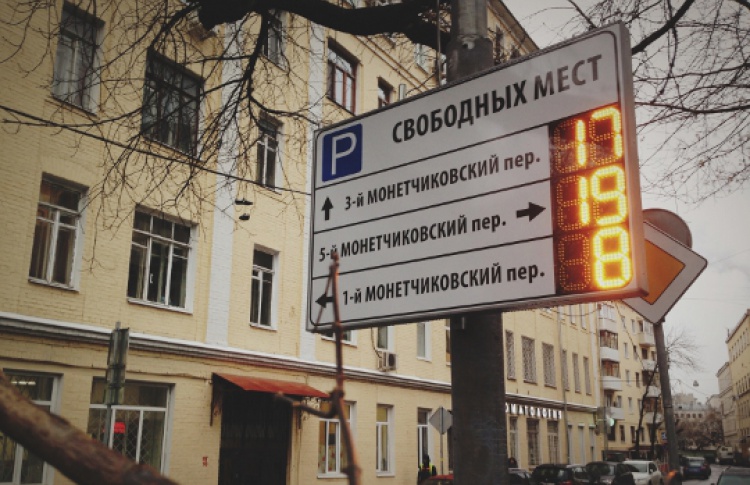 P СВОБОДНЫХ МЕСТ
↑ 3-й МОНЕТЧИКОВСКИЙ пер. 17
5-й МОНЕТЧИКОВСКИЙ пер. → 19
← 1-й МОНЕТЧИКОВСКИЙ пер. 8